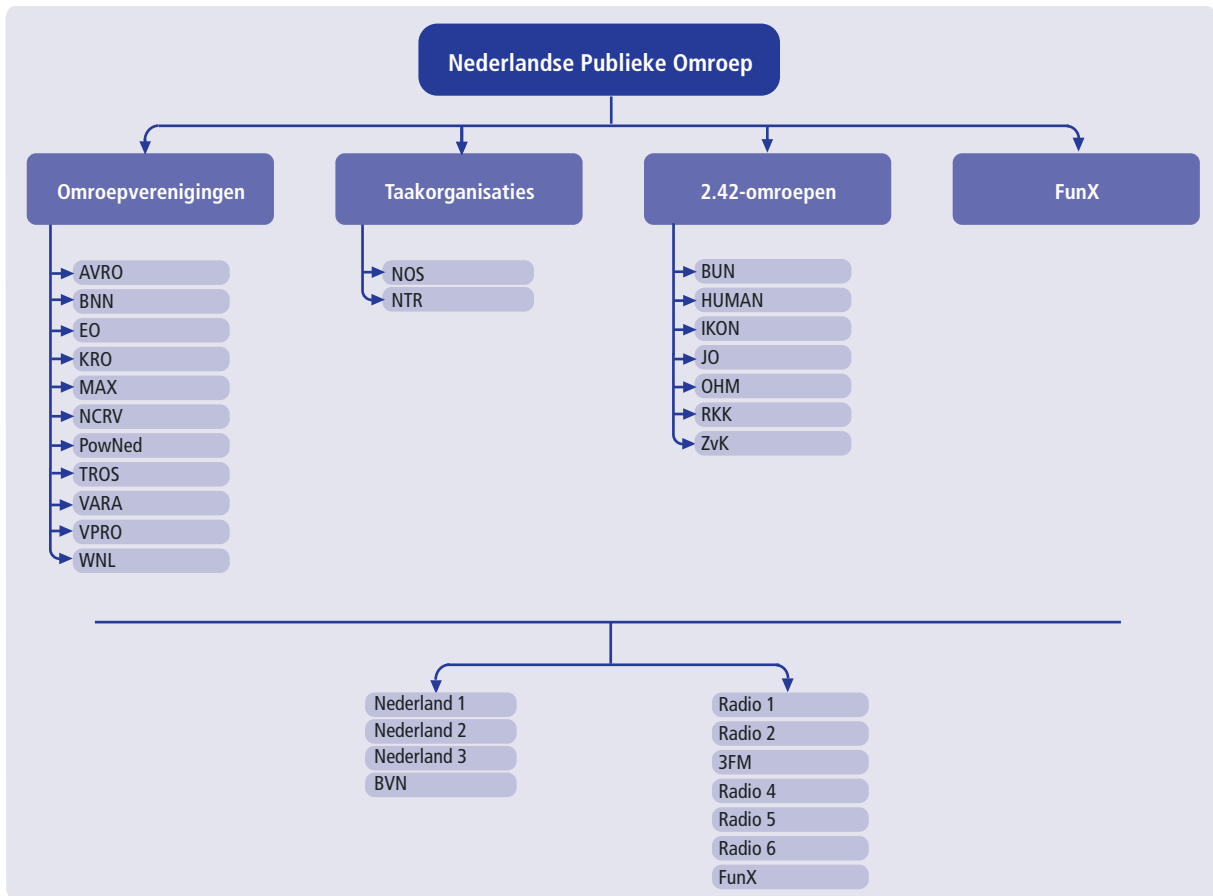 Nederlandse Publieke Omroep
Omroepverenigingen
Taakorganisaties
2.42-omroepen
FunX
AVRO
BNN
EO
KRO
MAX
NCRV
PowNed
TROS
VARA
VPRO
WNL
NOS
NTR
BUN
HUMAN
IKON
JO
OHM
RKK
ZvK
Nederland 1
Nederland 2
Nederland 3
BVN
Radio 1
Radio 2
3FM
Radio 4
Radio 5
Radio 6
FunX